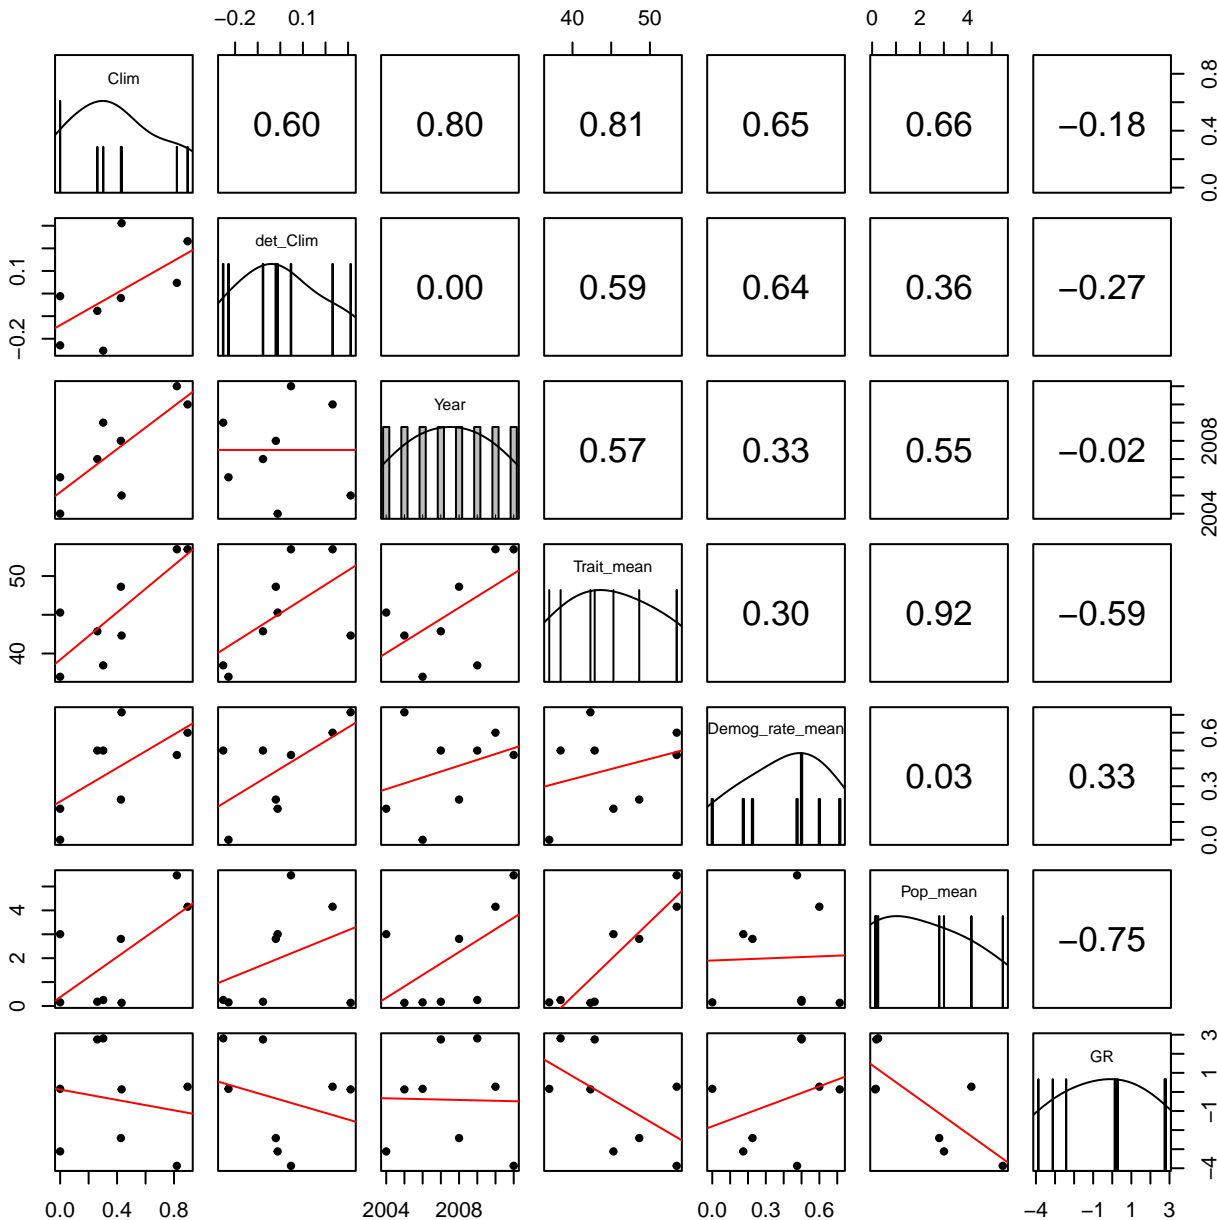 −0.2 0.1 40 50 0 2 4
Clim 0.60 0.80 0.81 0.65 0.66 −0.18 0.0 0.4 0.8
−0.2 0.1 det_Clim 0.00 0.59 0.64 0.36 −0.27
Year 0.57 0.33 0.55 −0.02 2004 2008
40 50 Trait_mean 0.30 0.92 −0.59
Demog_rate_mean 0.03 0.33 0.0 0.3 0.6
0 2 4 Pop_mean −0.75
GR −4 −1 1 3
0.0 0.4 0.8 2004 2008 0.0 0.3 0.6 −4 −1 1 3